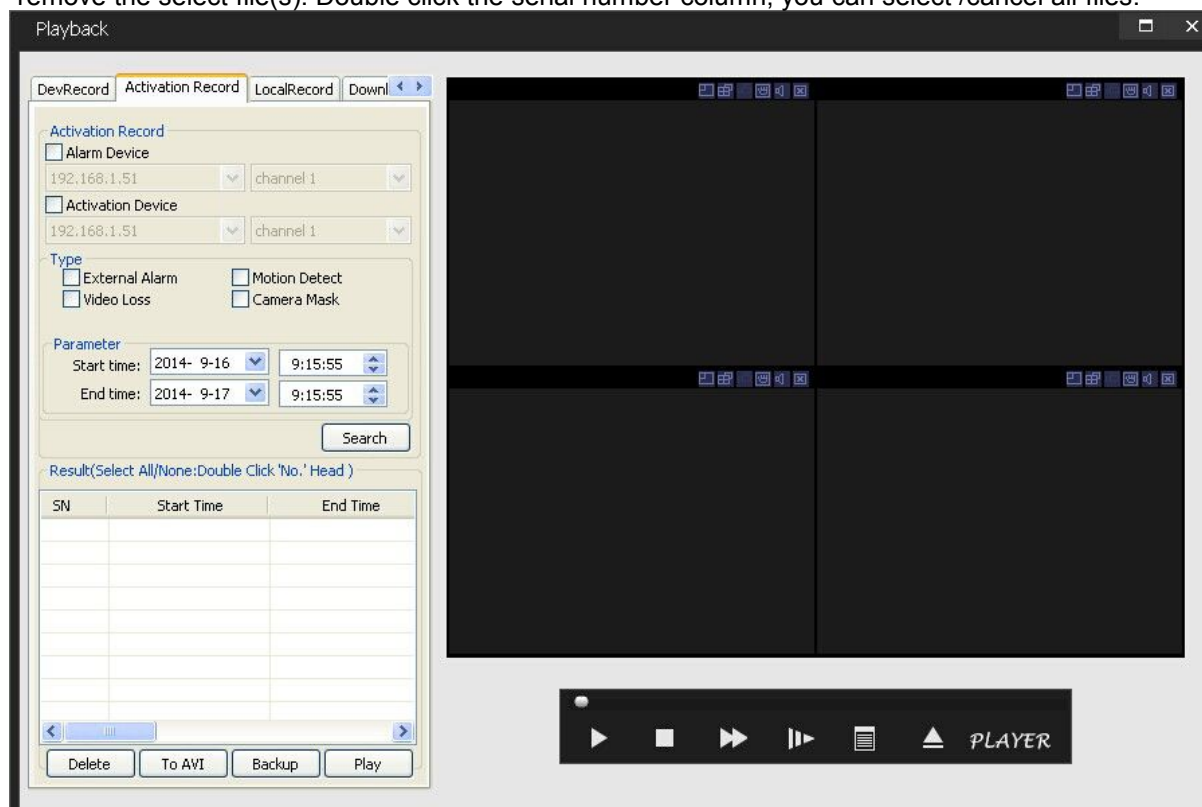 remove the select file(s). Double click the serial number column, you can select /cancel all files.
Playback
DevRecord Activation Record LocalRecord Downl
Activation Record
Alarm Device
192.168.1.51 channel 1
Activation Device
192.168.1.51 channel 1
Type
External Alarm Motion Detect
Video Loss Camera Mask
Parameter
Start time: 2014- 9-16 9:15:55
End time: 2014- 9-17 9:15:55
Search
Result(Select All/None:Double Click 'No.' Head )
SN Start Time End Time
Delete To AVI Backup Play
PLAYER